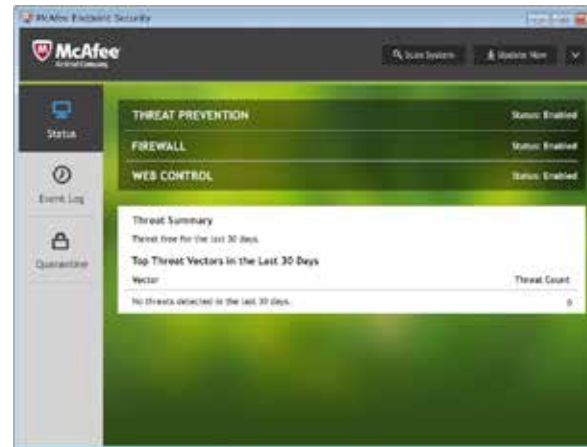 McAfee Endpoint Security
McAfee
Scan System
Update Now
Status
Event Log
Quarantine
THREAT PREVENTION
Status: Enabled
FIREWALL
Status: Enabled
WEB CONTROL
Status: Enabled
Threat Summary
Threat free for the last 30 days.
Top Threat Vectors in the Last 30 Days
Vector
Threat Count
No threats detected in the last 30 days.
0